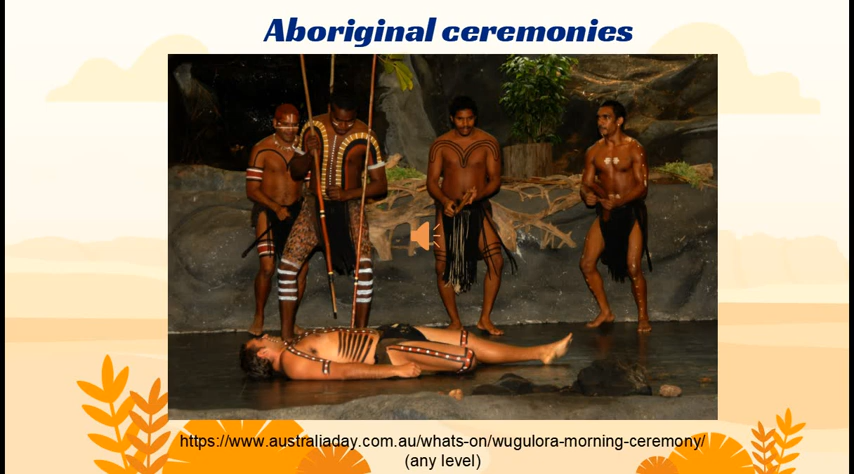 Aboriginal ceremonies
https://www.australiaday.com.au/whats-on/wugulora-morning-ceremony/
(any level)